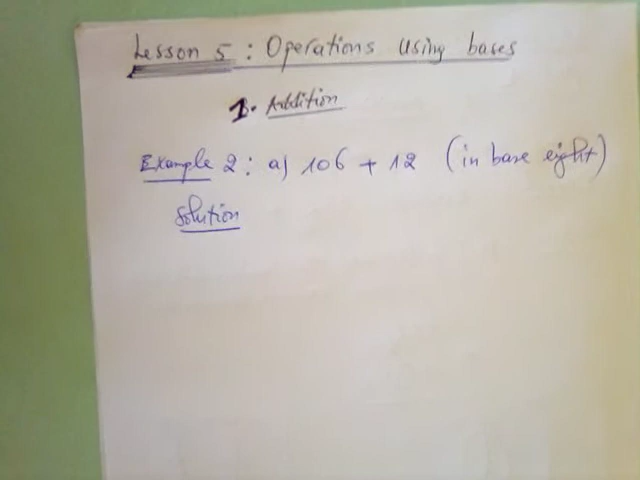 Lesson 5: Operations using bases
1. Addition
Example 2: a) 106 + 12 (in base eight)
Solution